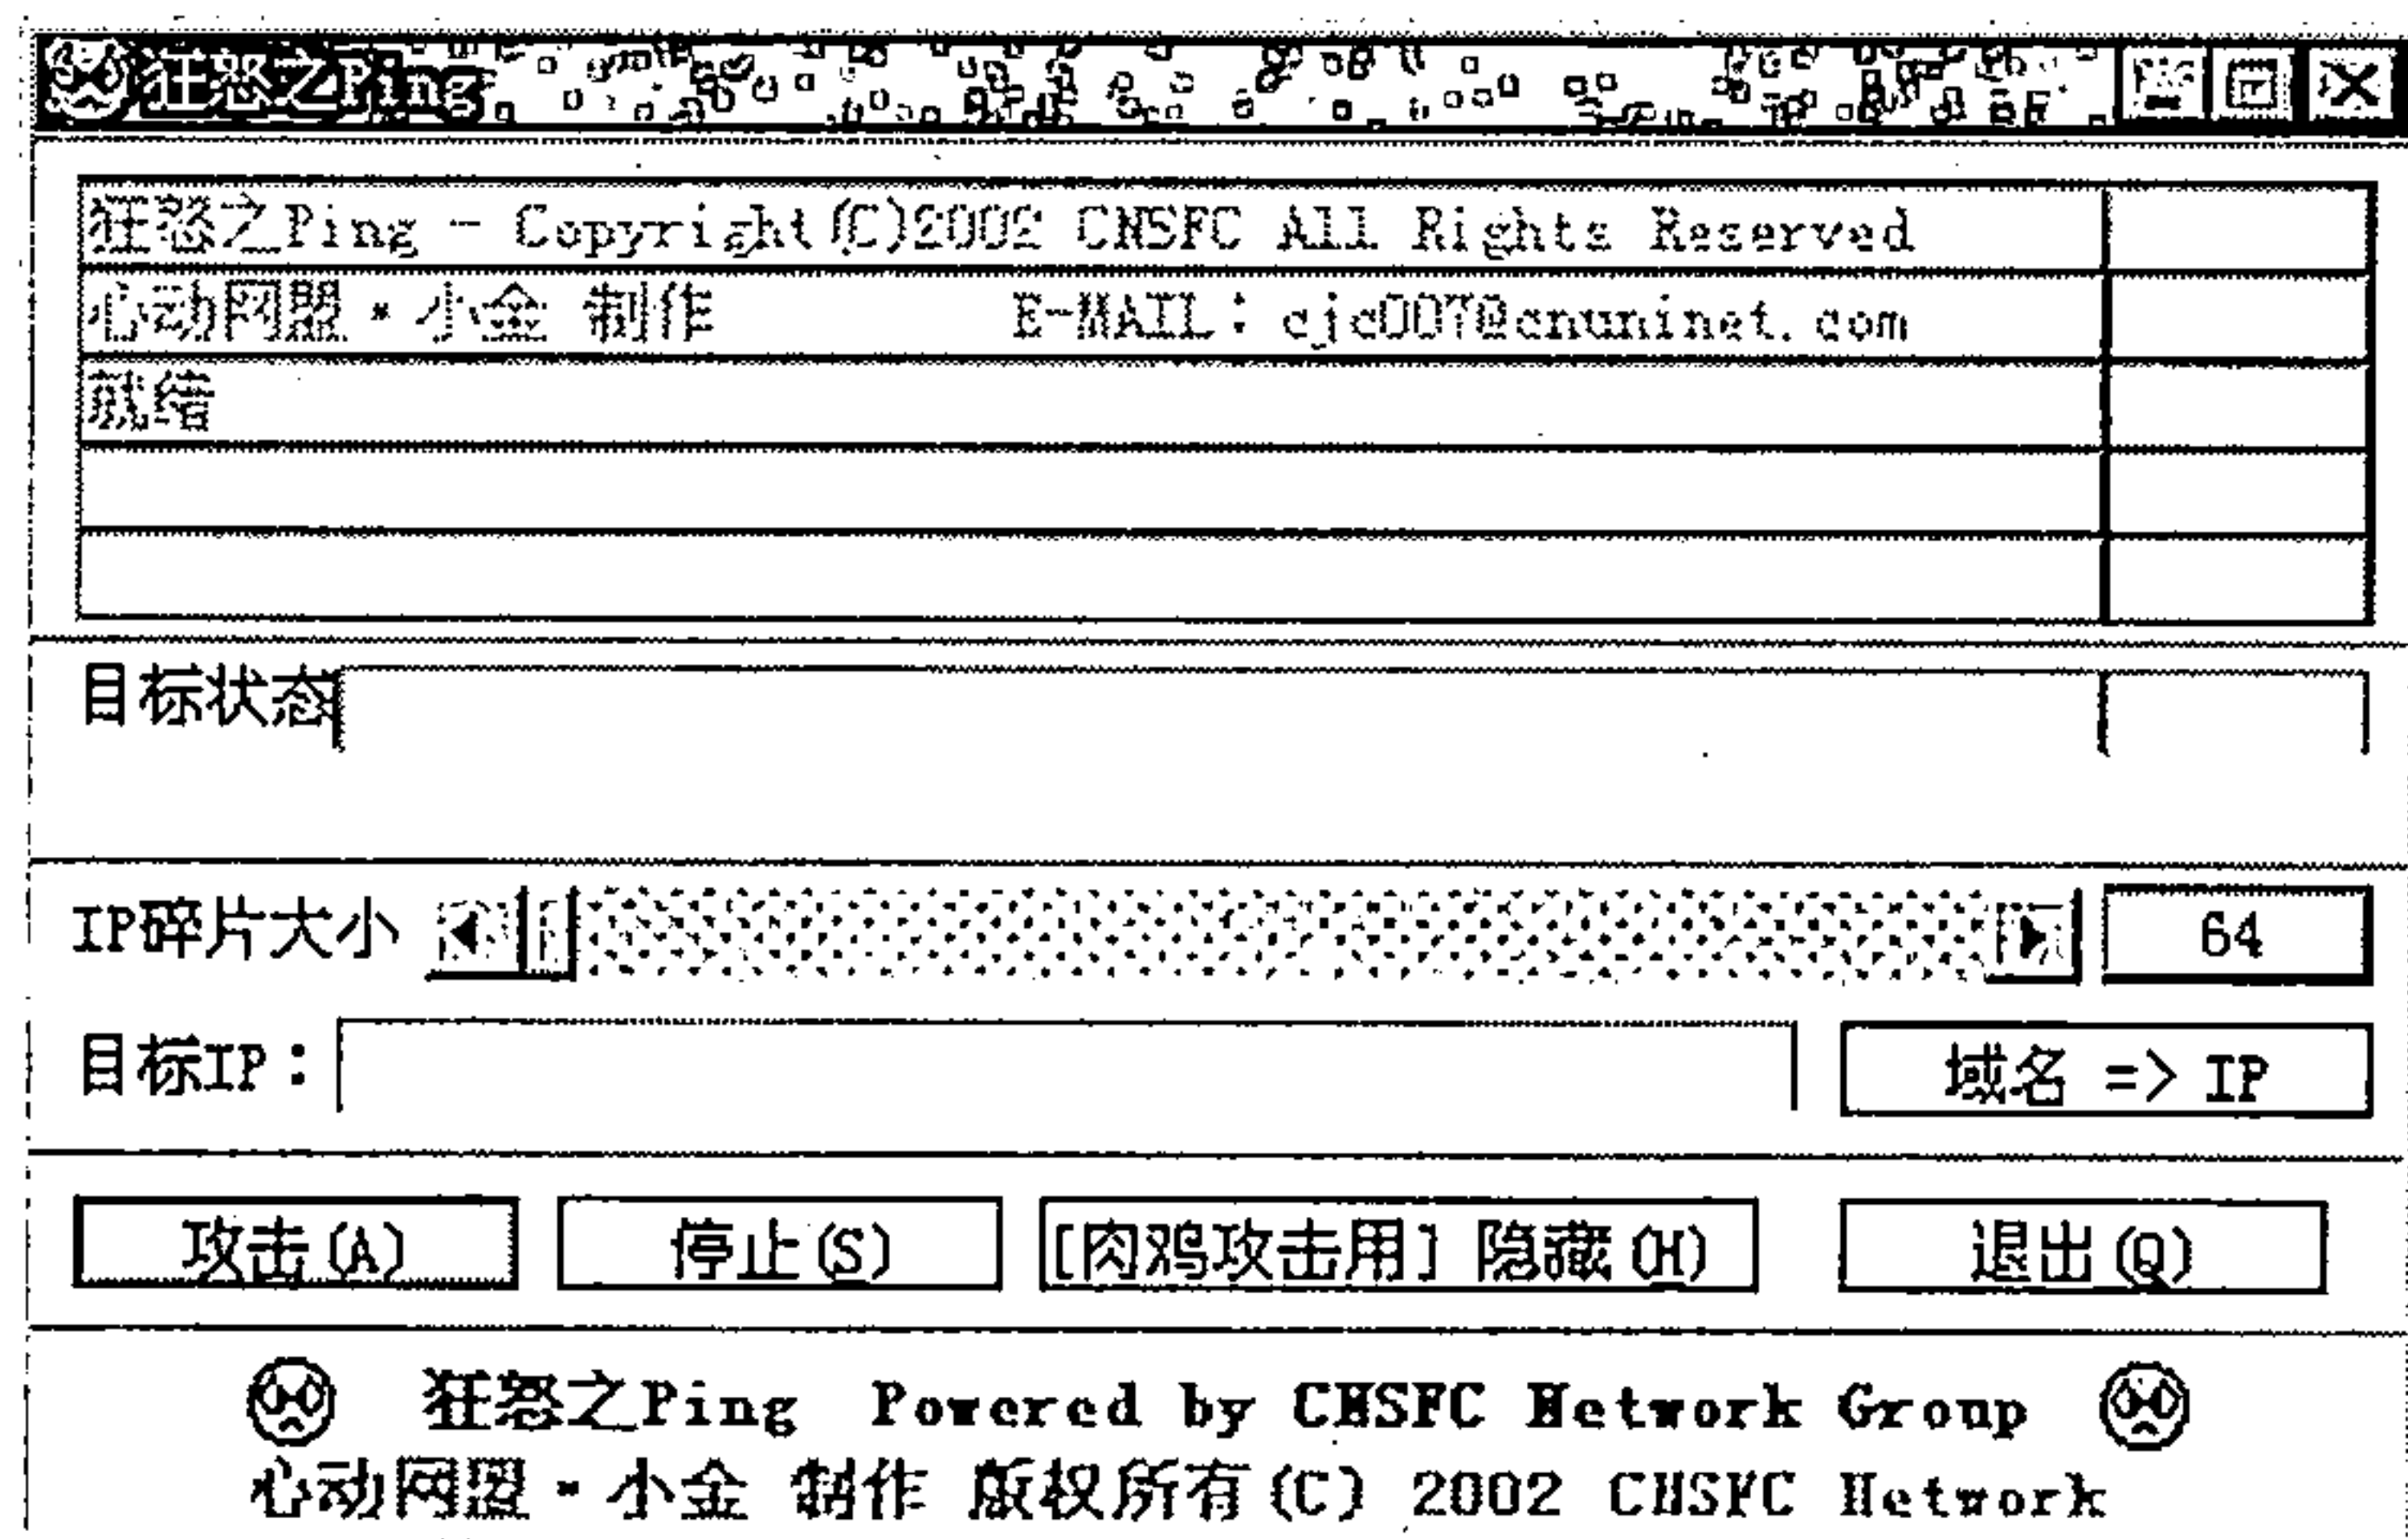 狂怒之Ping
狂怒之Ping - Copyright(C)2002 CNSFC All Rights Reserved
心动网盟·小金 制作 E-MAIL：cjc007@cnuninet.com
就绪
目标状态
IP碎片大小 64
目标IP： 域名 => IP
攻击(A) 停止(S) [肉鸡攻击用] 隐藏(H) 退出(Q)
狂怒之Ping Powered by CNSFC Network Group
心动网盟·小金 制作 版权所有(C) 2002 CNSFC Network